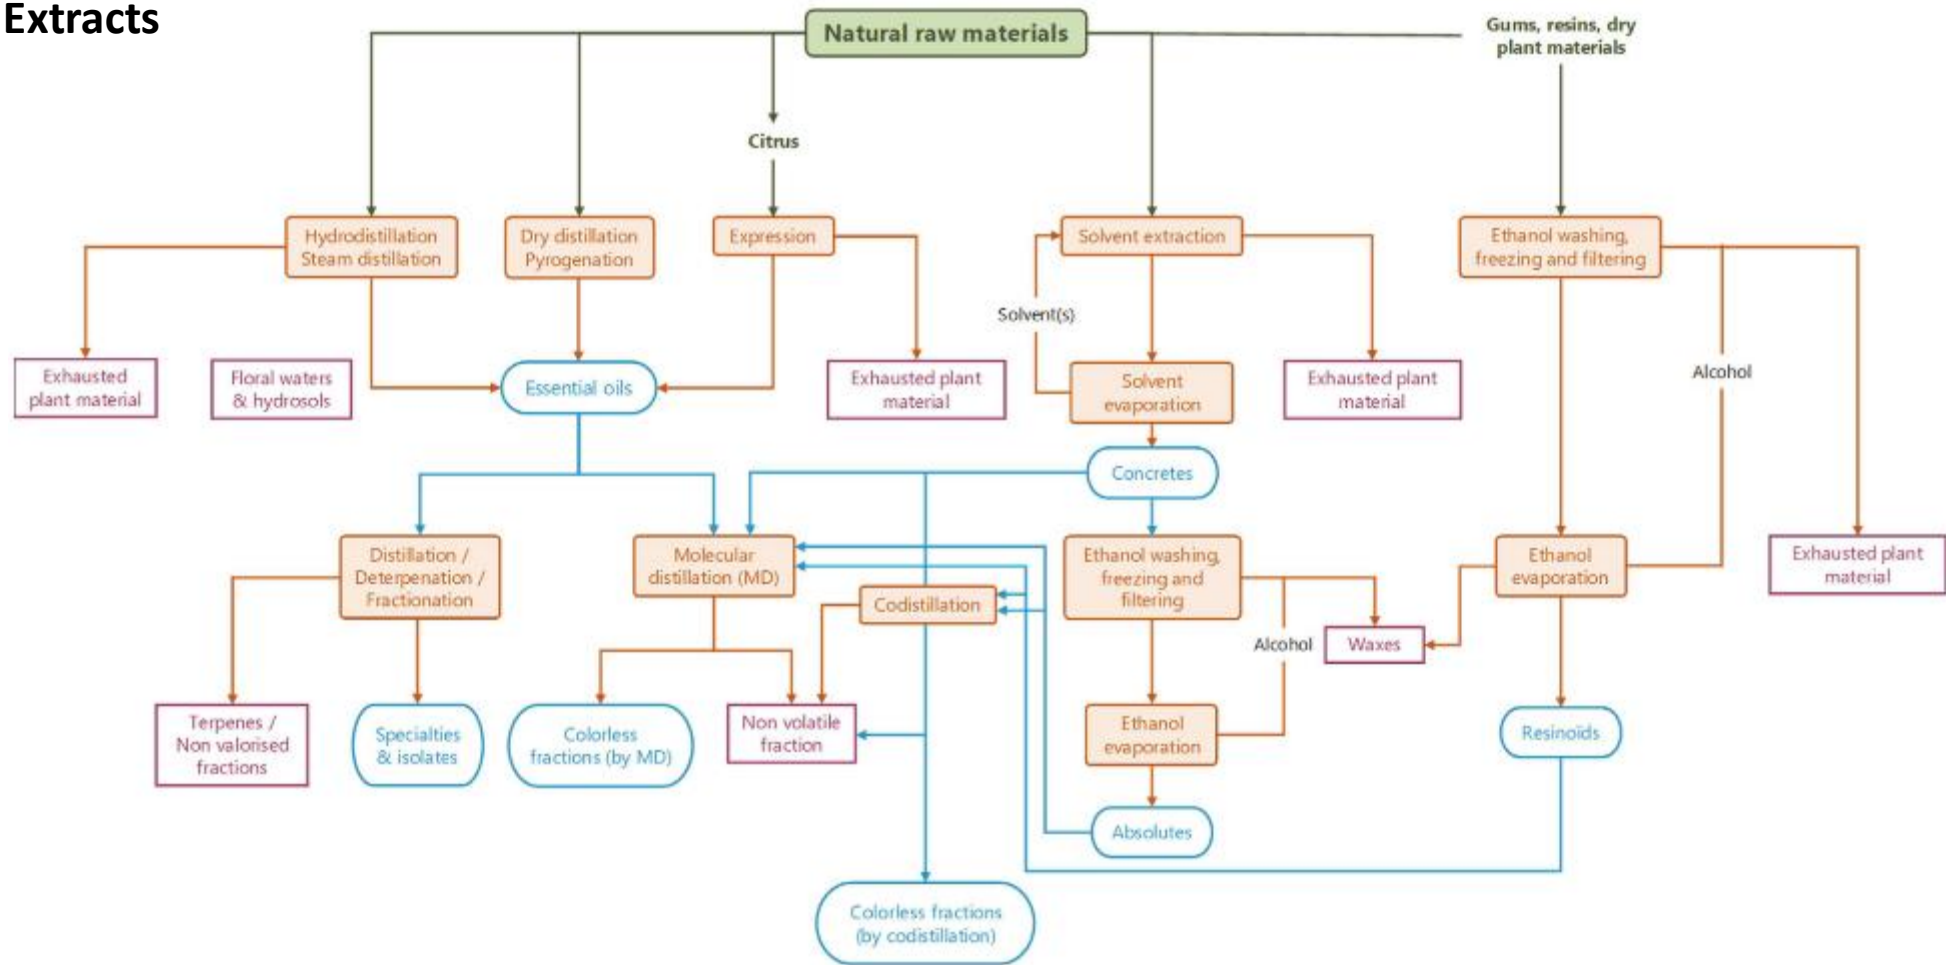 Extracts
Natural raw materials
Gums, resins, dry
plant materials
Citrus
Hydrodistillation
Steam distillation
Dry distillation
Pyrogenation
Expression
Solvent extraction
Ethanol washing,
freezing and filtering
Solvent(s)
Exhausted
plant material
Floral waters
& hydrosols
Essential oils
Exhausted plant
material
Solvent
evaporation
Exhausted plant
material
Alcohol
Concretes
Distillation /
Deterpenation /
Fractionation
Molecular
distillation (MD)
Codistillation
Ethanol washing,
freezing and
filtering
Ethanol
evaporation
Exhausted plant
material
Alcohol
Waxes
Terpenes /
Non valorised
fractions
Specialties
& isolates
Colorless
fractions (by MD)
Non volatile
fraction
Ethanol
evaporation
Resinoïds
Absolutes
Colorless fractions
(by codistillation)